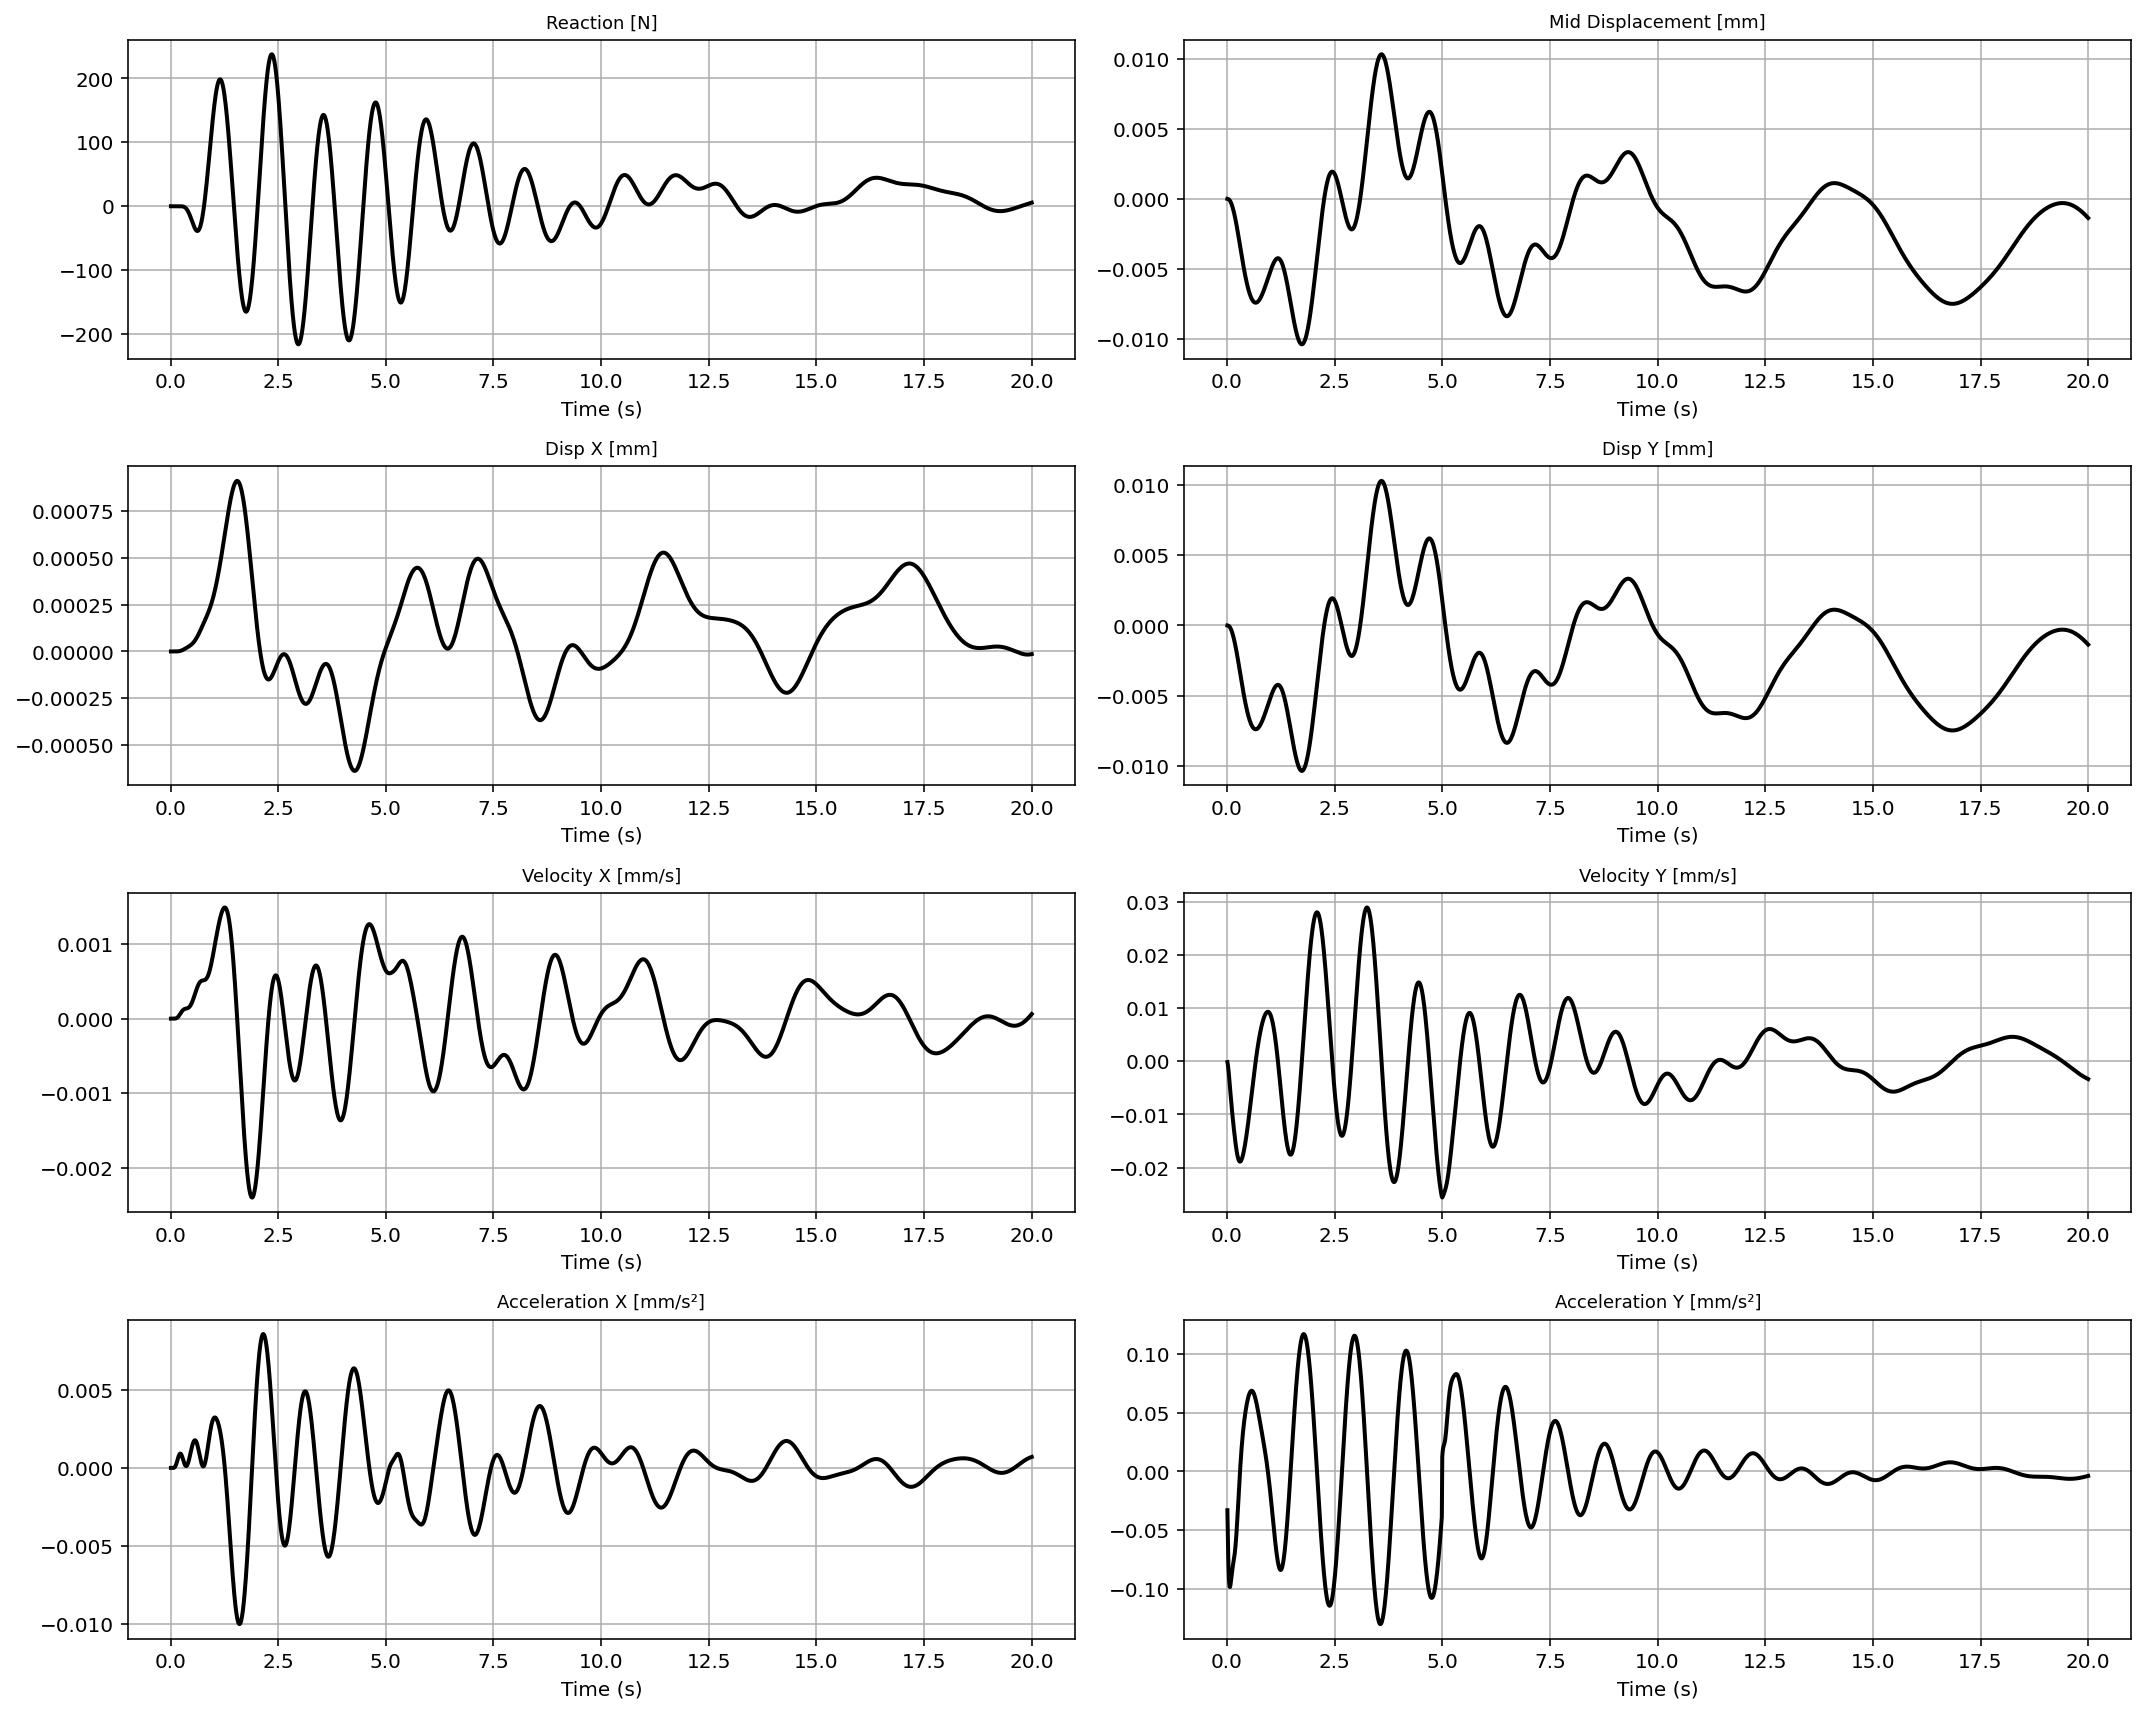 Reaction [N]
200
100
0
−100
−200
0.0 2.5 5.0 7.5 10.0 12.5 15.0 17.5 20.0
Time (s)
Mid Displacement [mm]
0.010
0.005
0.000
−0.005
−0.010
0.0 2.5 5.0 7.5 10.0 12.5 15.0 17.5 20.0
Time (s)
Disp X [mm]
0.00075
0.00050
0.00025
0.00000
−0.00025
−0.00050
0.0 2.5 5.0 7.5 10.0 12.5 15.0 17.5 20.0
Time (s)
Disp Y [mm]
0.010
0.005
0.000
−0.005
−0.010
0.0 2.5 5.0 7.5 10.0 12.5 15.0 17.5 20.0
Time (s)
Velocity X [mm/s]
0.001
0.000
−0.001
−0.002
0.0 2.5 5.0 7.5 10.0 12.5 15.0 17.5 20.0
Time (s)
Velocity Y [mm/s]
0.03
0.02
0.01
0.00
−0.01
−0.02
0.0 2.5 5.0 7.5 10.0 12.5 15.0 17.5 20.0
Time (s)
Acceleration X [mm/s²]
0.005
0.000
−0.005
−0.010
0.0 2.5 5.0 7.5 10.0 12.5 15.0 17.5 20.0
Time (s)
Acceleration Y [mm/s²]
0.10
0.05
0.00
−0.05
−0.10
0.0 2.5 5.0 7.5 10.0 12.5 15.0 17.5 20.0
Time (s)